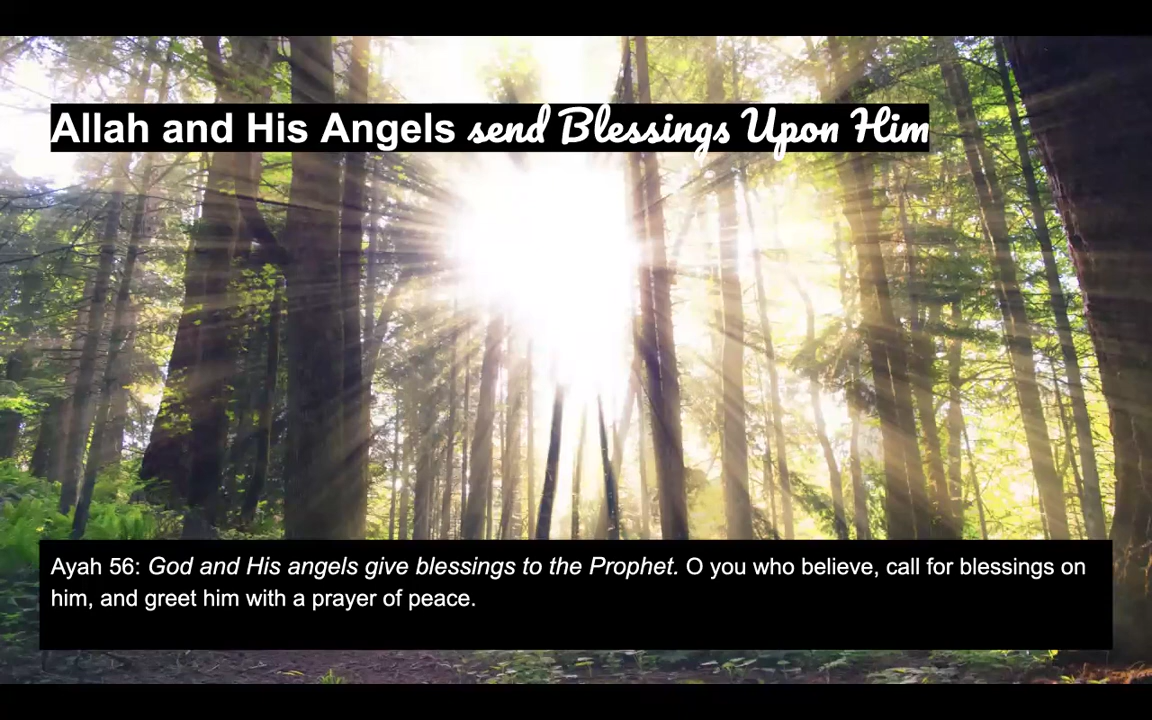 Allah and His Angels send Blessings Upon Him
Ayah 56: God and His angels give blessings to the Prophet. O you who believe, call for blessings on
him, and greet him with a prayer of peace.